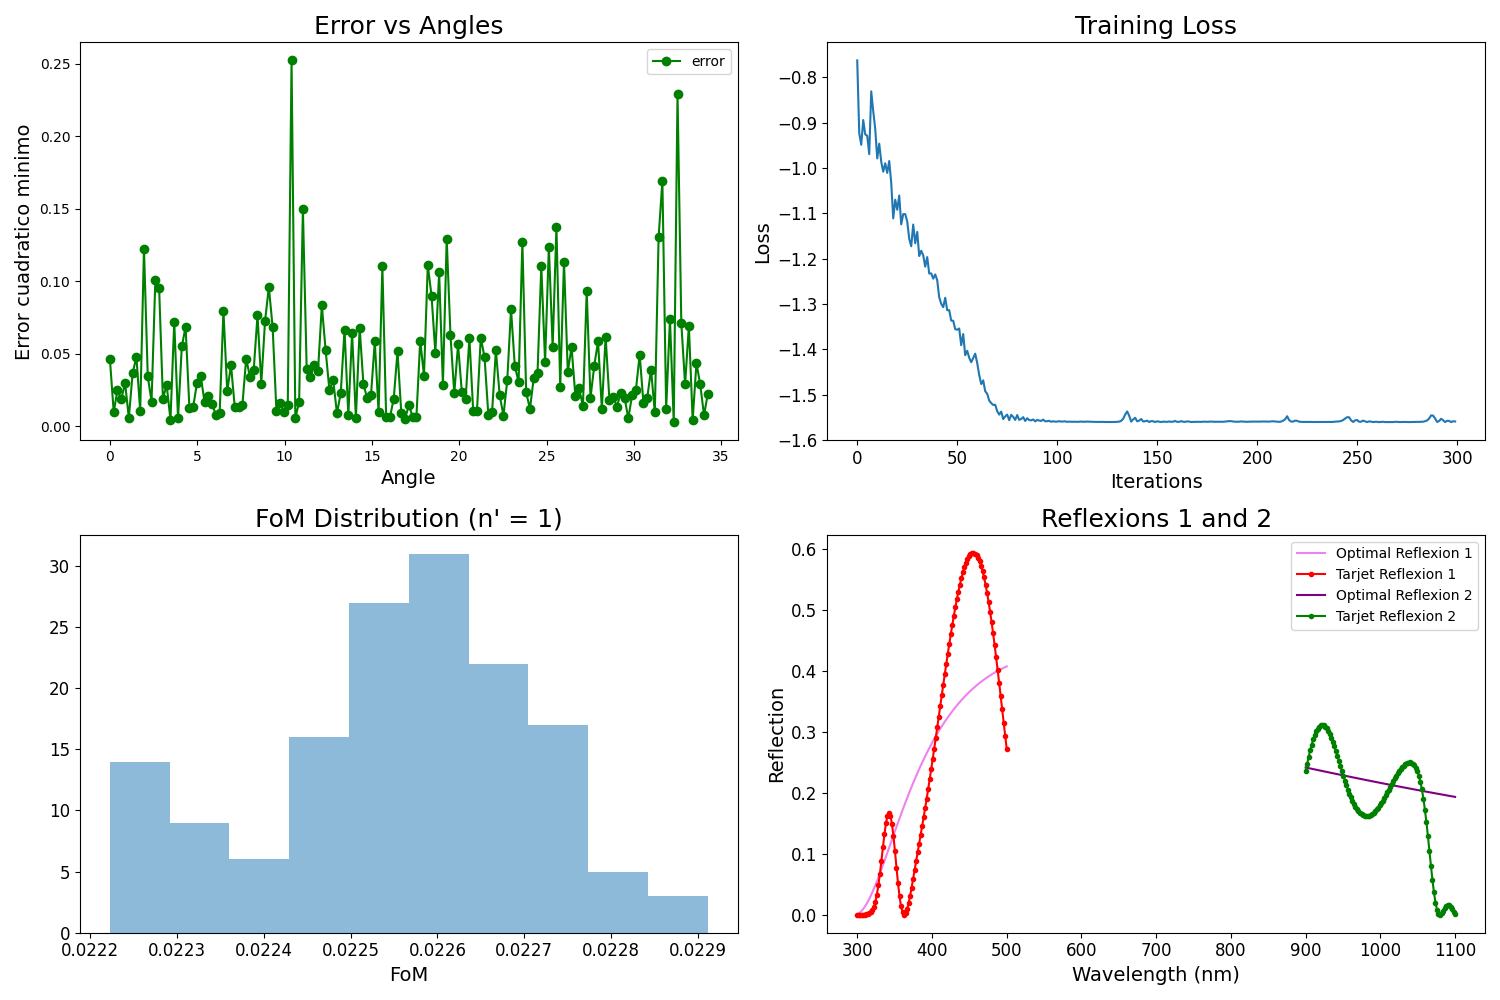 Error vs Angles
error
0.25
0.20
0.15
0.10
0.05
0.00
Error cuadratico minimo
0 5 10 15 20 25 30 35
Angle
Training Loss
−0.8
−0.9
−1.0
−1.1
−1.2
−1.3
−1.4
−1.5
−1.6
Loss
0 50 100 150 200 250 300
Iterations
FoM Distribution (n' = 1)
30
25
20
15
10
5
0
0.0222 0.0223 0.0224 0.0225 0.0226 0.0227 0.0228 0.0229
FoM
Reflexions 1 and 2
Optimal Reflexion 1
Tarjet Reflexion 1
Optimal Reflexion 2
Tarjet Reflexion 2
0.6
0.5
0.4
0.3
0.2
0.1
0.0
Reflection
300 400 500 600 700 800 900 1000 1100
Wavelength (nm)